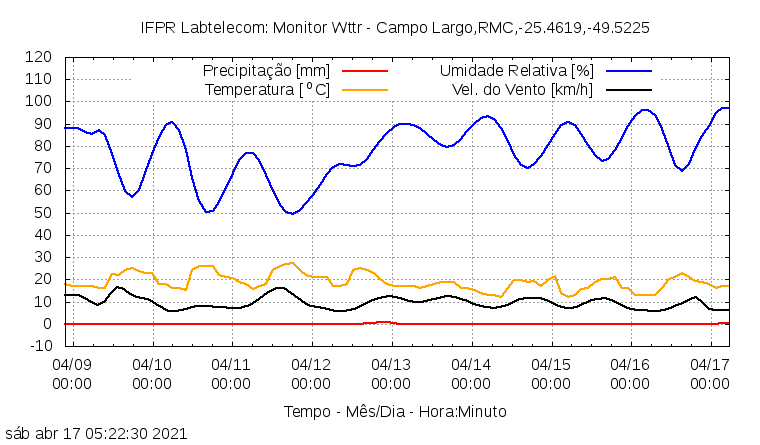 IFPR Labtelecom: Monitor Wttr - Campo Largo,RMC,-25.4619,-49.5225
120
110
100
90
80
70
60
50
40
30
20
10
0
-10
Precipitação [mm]
Umidade Relativa [%]
Temperatura [ ⁰C]
Vel. do Vento [km/h]
04/09 04/10 04/11 04/12 04/13 04/14 04/15 04/16 04/17
00:00 00:00 00:00 00:00 00:00 00:00 00:00 00:00 00:00
Tempo - Mês/Dia - Hora:Minuto
sáb abr 17 05:22:30 2021